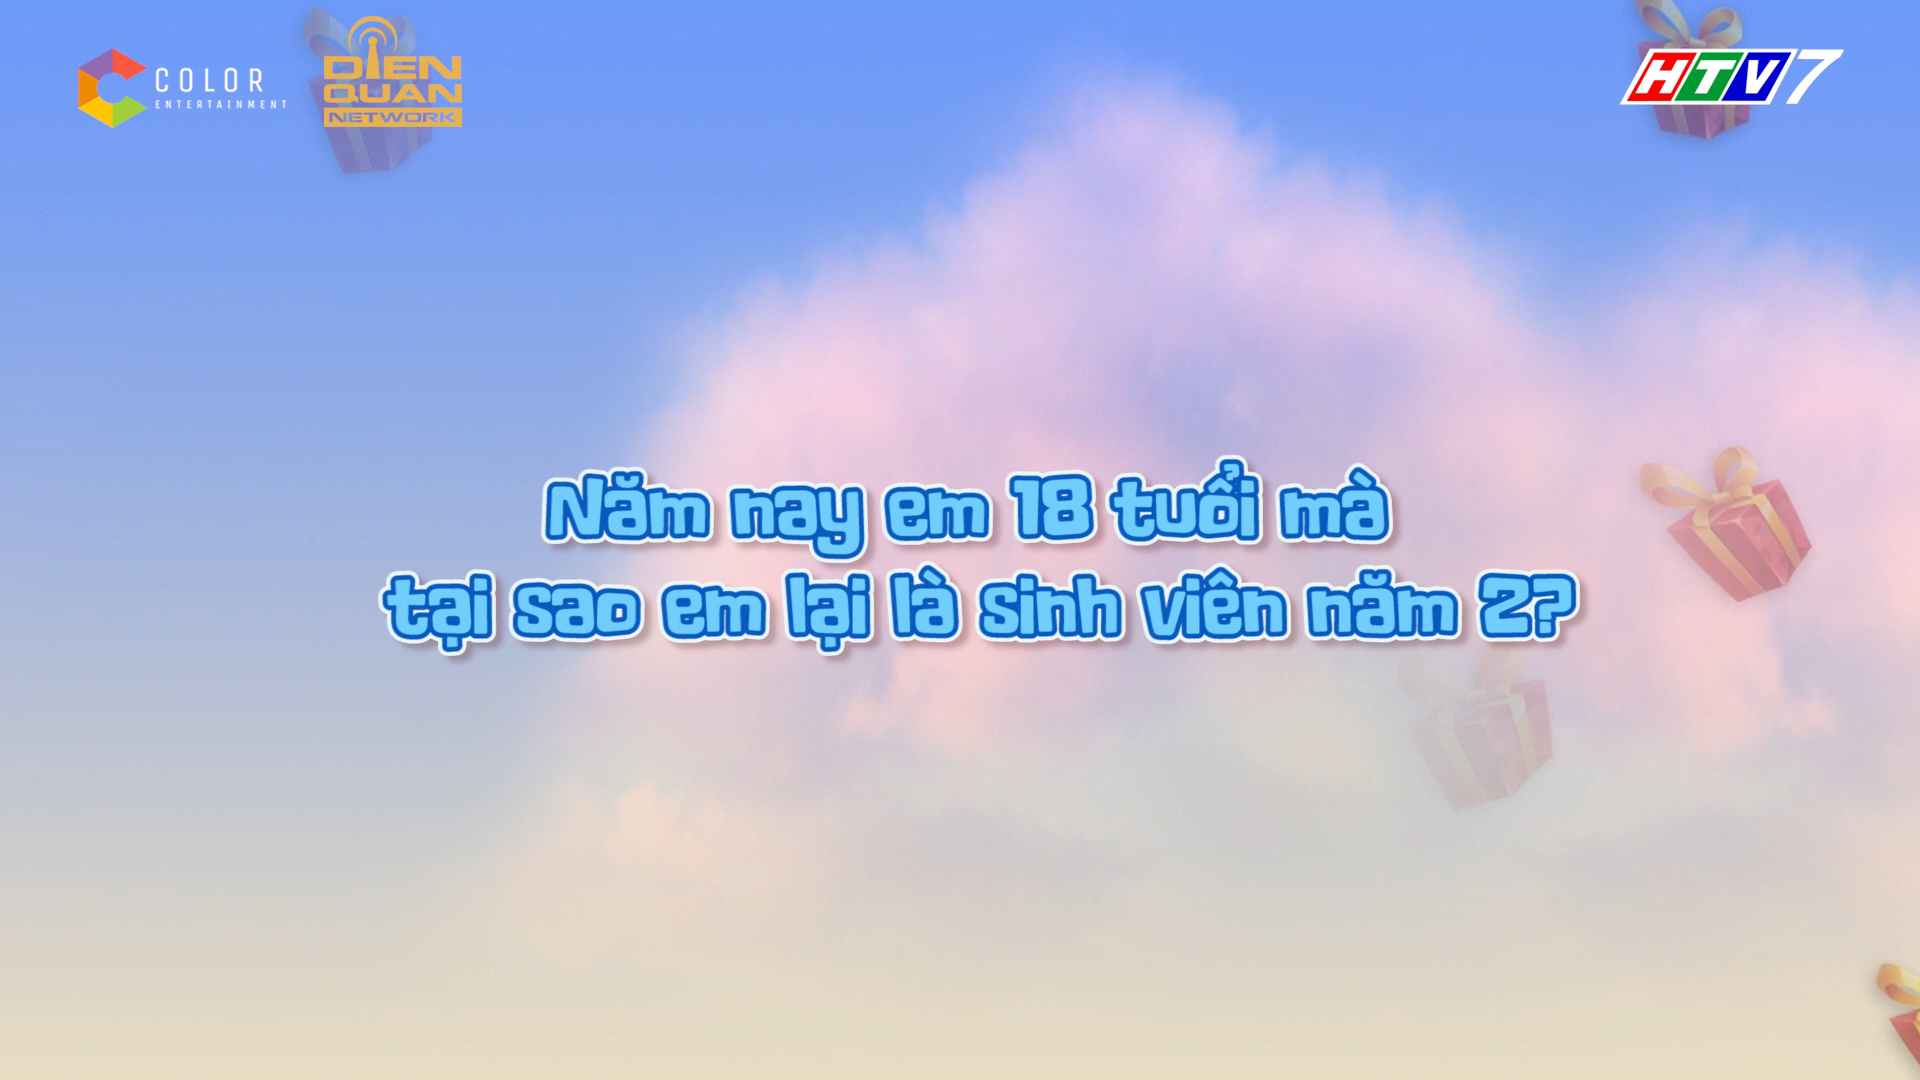 COLOR
ENTERTAINMENT
DIEN
QUAN
NETWORK
HTV7
Năm nay em 18 tuổi mà
tại sao em lại là sinh viên năm 2?